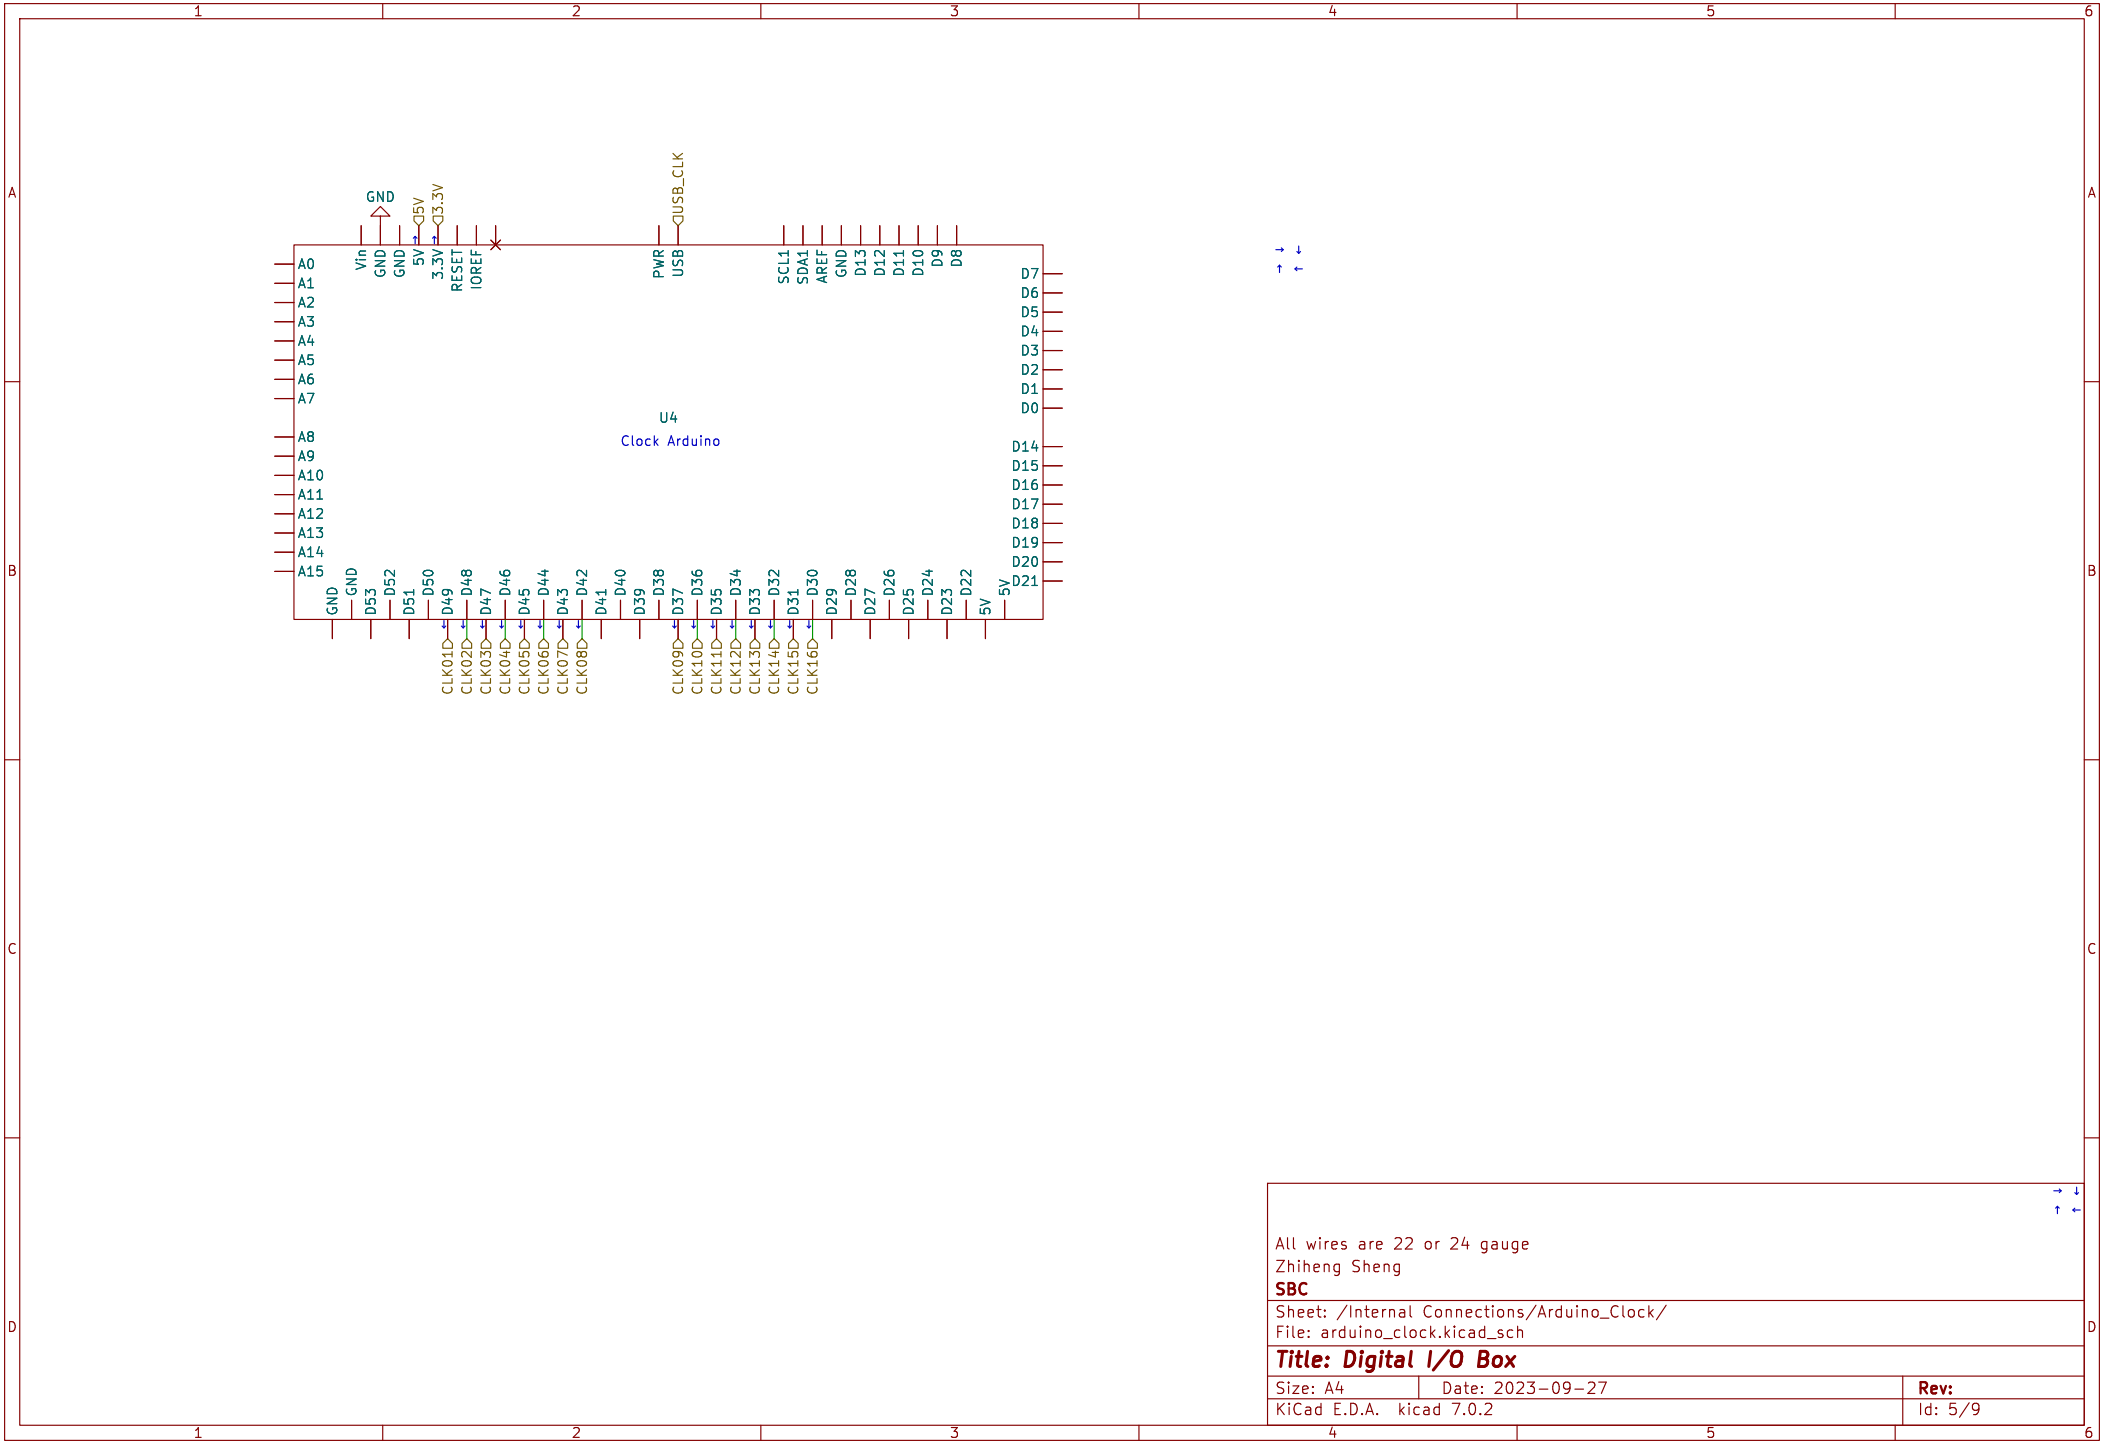 1 2 3 4 5 6
A A
B B
C C
D D
1 2 3 4 5 6
GND
5V
3.3V
USB_CLK
Vin
GND
GND
5V
3.3V
RESET
IOREF
PWR
USB
SCL1
SDA1
AREF
GND
D13
D12
D11
D10
D9
D8
→ ↓
↑ ←
A0
A1
A2
A3
A4
A5
A6
A7
A8
A9
A10
A11
A12
A13
A14
A15
U4
Clock Arduino
D7
D6
D5
D4
D3
D2
D1
D0
D14
D15
D16
D17
D18
D19
D20
D21
GND
GND
D53
D52
D51
D50
D49
D48
D47
D46
D45
D44
D43
D42
D41
D40
D39
D38
D37
D36
D35
D34
D33
D32
D31
D30
D29
D28
D27
D26
D25
D24
D23
D22
5V
5V
CLK01
CLK02
CLK03
CLK04
CLK05
CLK06
CLK07
CLK08
CLK09
CLK10
CLK11
CLK12
CLK13
CLK14
CLK15
CLK16
→ ↓
↑ ←
All wires are 22 or 24 gauge
Zhiheng Sheng
SBC
Sheet: /Internal Connections/Arduino_Clock/
File: arduino_clock.kicad_sch
Title: Digital I/O Box
Size: A4 Date: 2023-09-27 Rev:
KiCad E.D.A. kicad 7.0.2 Id: 5/9